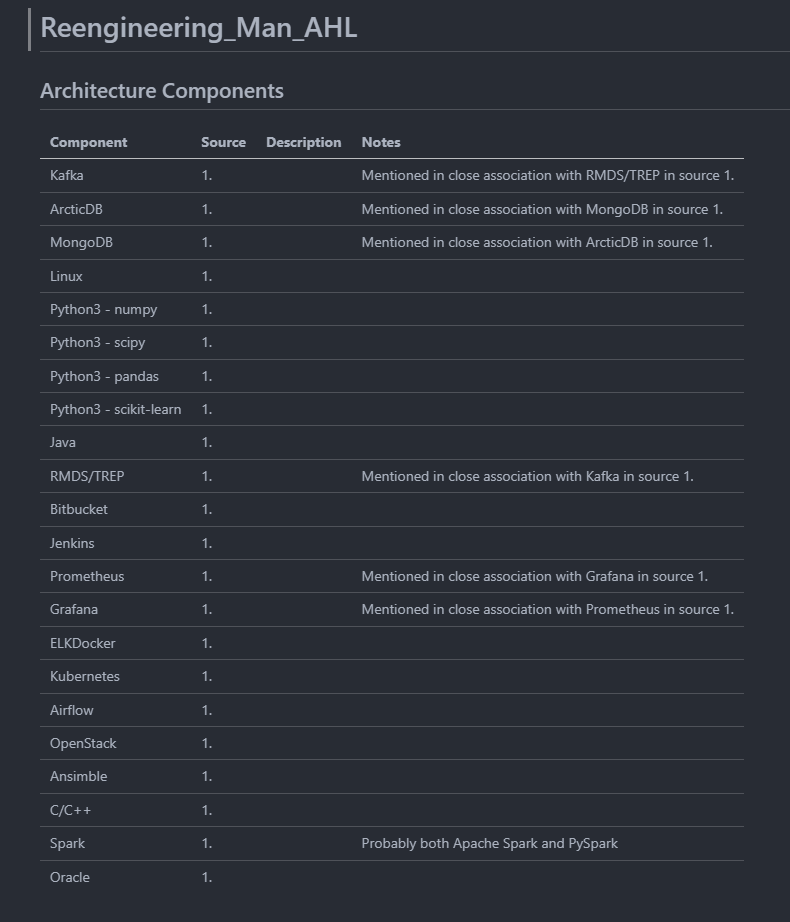 Reengineering_Man_AHL
Architecture Components
Component Source Description Notes
Kafka 1. Mentioned in close association with RMDS/TREP in source 1.
ArcticDB 1. Mentioned in close association with MongoDB in source 1.
MongoDB 1. Mentioned in close association with ArcticDB in source 1.
Linux 1.
Python3 - numpy 1.
Python3 - scipy 1.
Python3 - pandas 1.
Python3 - scikit-learn 1.
Java 1.
RMDS/TREP 1. Mentioned in close association with Kafka in source 1.
Bitbucket 1.
Jenkins 1.
Prometheus 1. Mentioned in close association with Grafana in source 1.
Grafana 1. Mentioned in close association with Prometheus in source 1.
ELKDocker 1.
Kubernetes 1.
Airflow 1.
OpenStack 1.
Ansimble 1.
C/C++ 1.
Spark 1. Probably both Apache Spark and PySpark
Oracle 1.